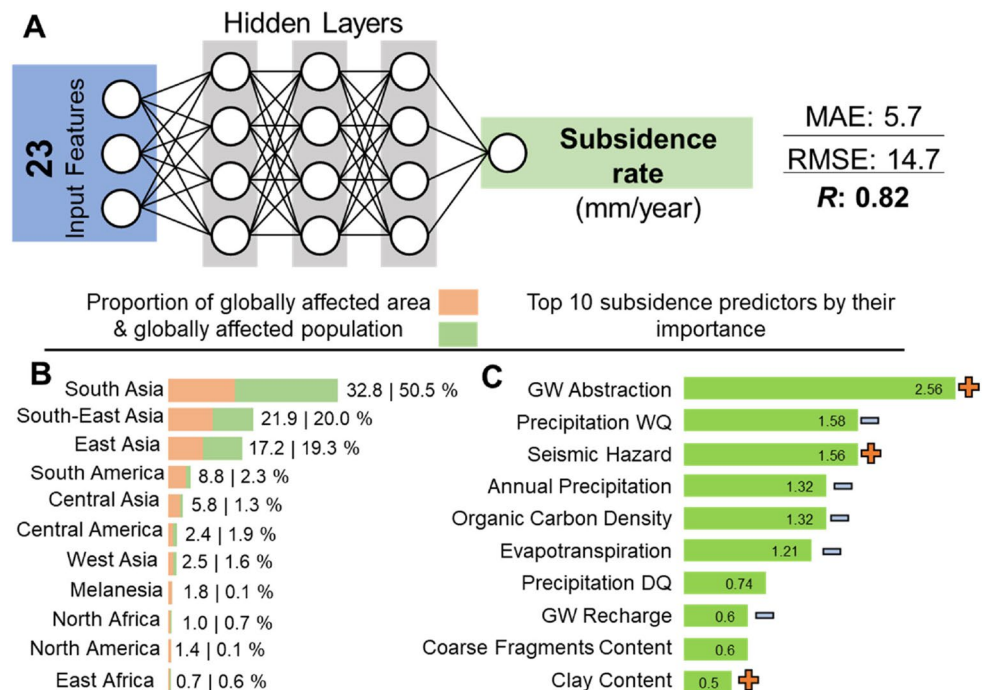 A
Hidden Layers
23
Input Features
Subsidence
rate
(mm/year)
MAE: 5.7
RMSE: 14.7
R: 0.82
Proportion of globally affected area
& globally affected population
Top 10 subsidence predictors by their
importance
B
South Asia 32.8 | 50.5 %
South-East Asia 21.9 | 20.0 %
East Asia 17.2 | 19.3 %
South America 8.8 | 2.3 %
Central Asia 5.8 | 1.3 %
Central America 2.4 | 1.9 %
West Asia 2.5 | 1.6 %
Melanesia 1.8 | 0.1 %
North Africa 1.0 | 0.7 %
North America 1.4 | 0.1 %
East Africa 0.7 | 0.6 %
C
GW Abstraction 2.56 +
Precipitation WQ 1.58 -
Seismic Hazard 1.56 +
Annual Precipitation 1.32 -
Organic Carbon Density 1.32 -
Evapotranspiration 1.21 -
Precipitation DQ 0.74
GW Recharge 0.6 -
Coarse Fragments Content 0.6
Clay Content 0.5 +